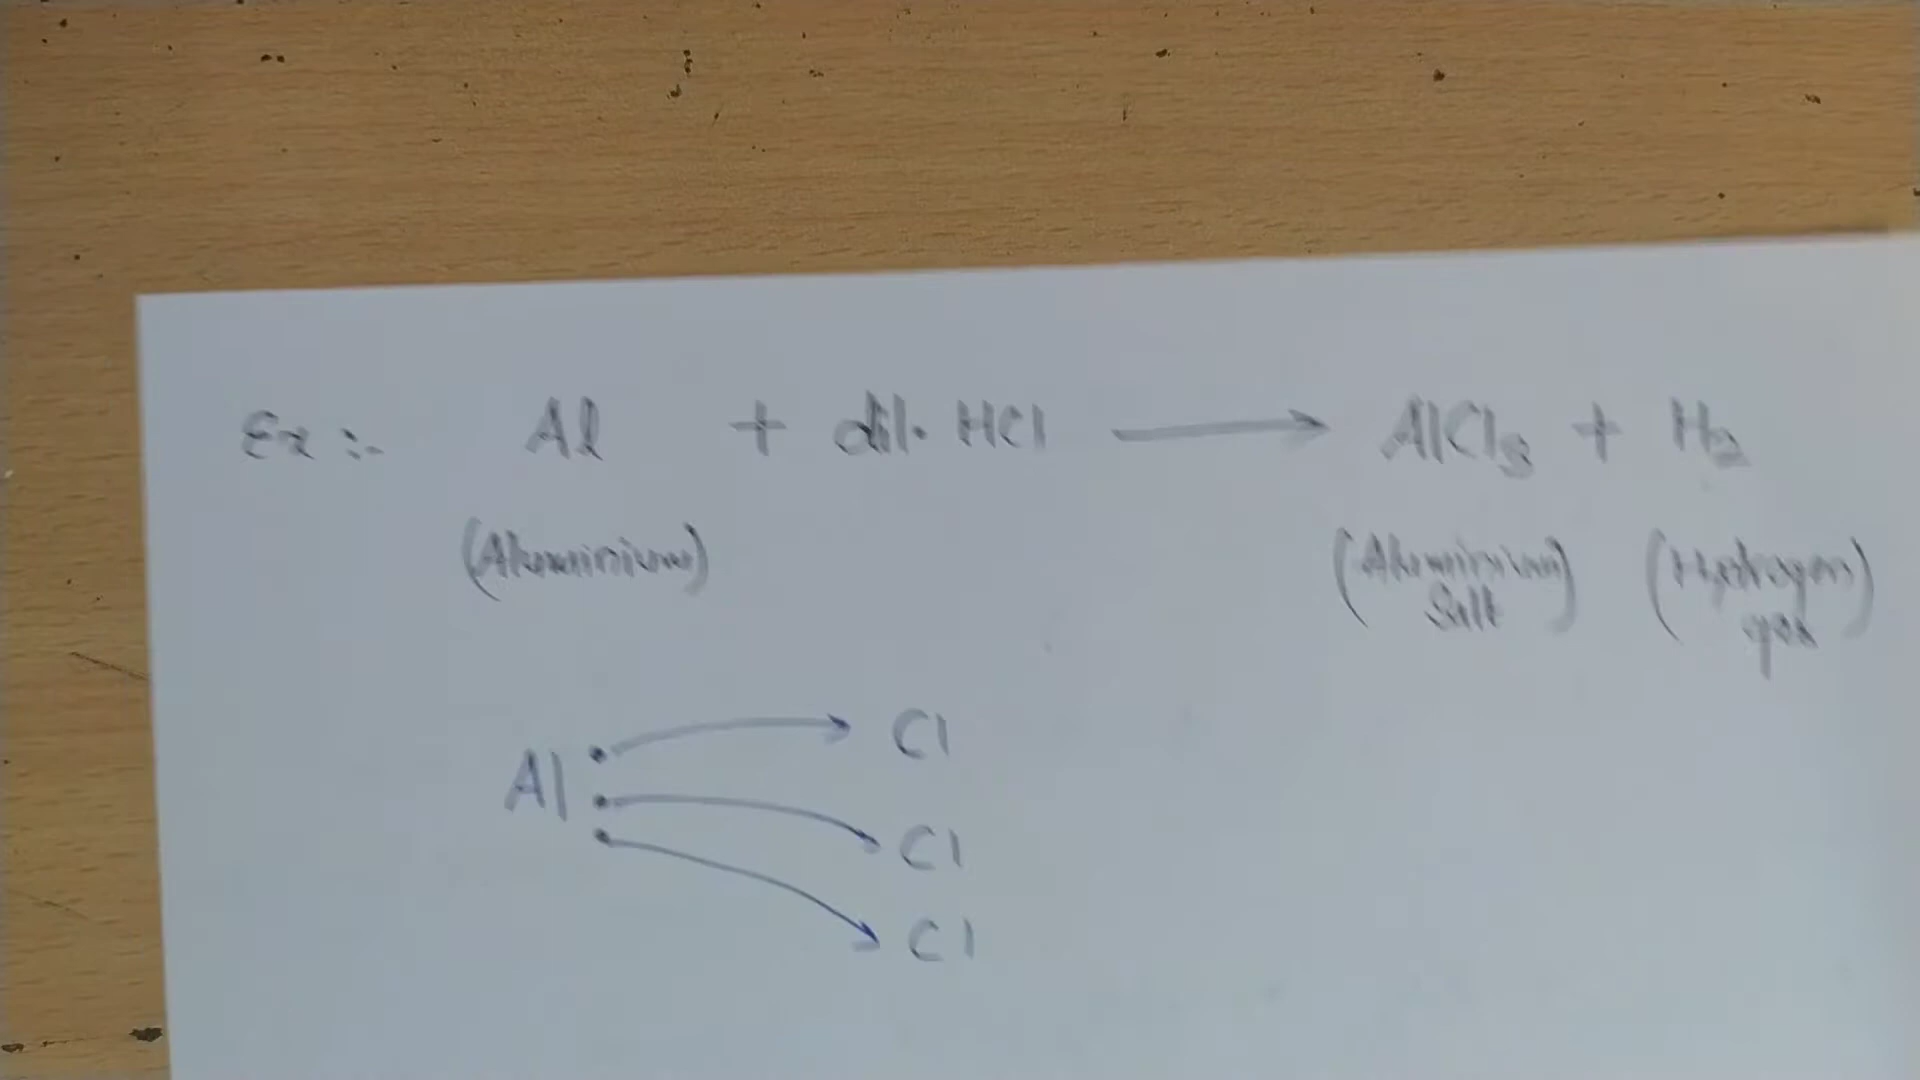 Ex :- Al + dil. HCl → AlCl₃ + H₂
(Aluminium) (Aluminium Salt) (Hydrogen gas)
Cl
Al
Cl
Cl